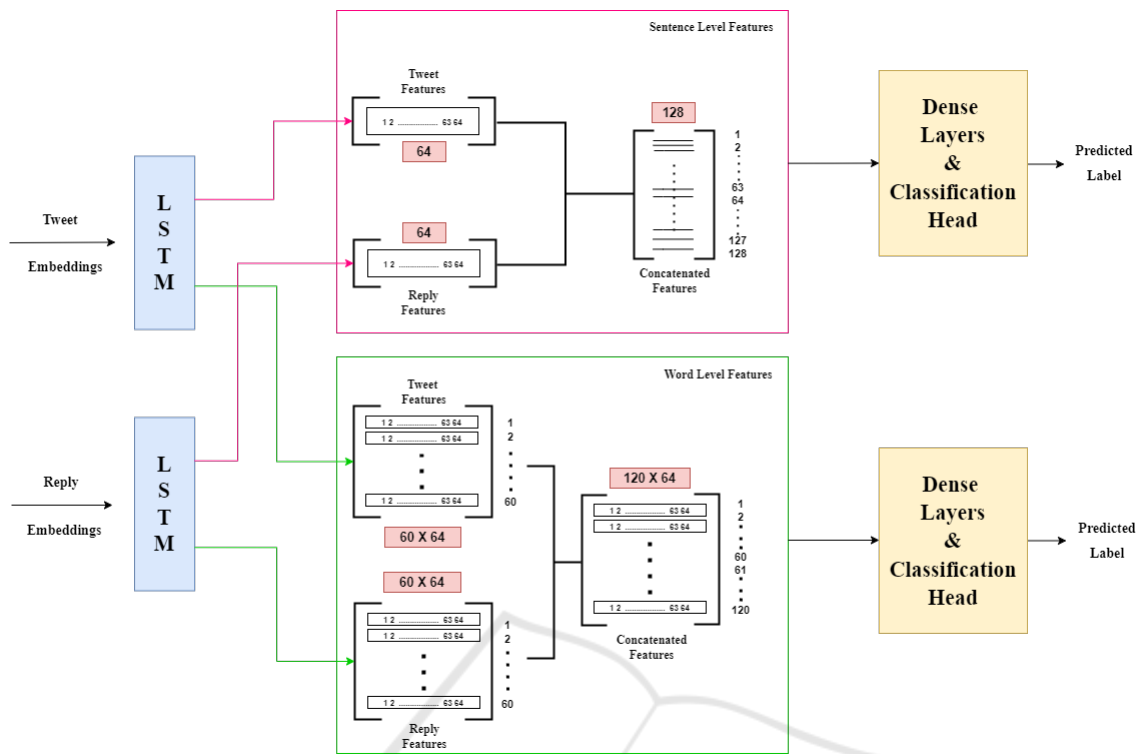 Sentence Level Features
Tweet
Features
1 2 ........................ 63 64
64
64
1 2 ........................ 63 64
Reply
Features
128
1
2
63
64
127
128
Concatenated
Features
Dense
Layers
&
Classification
Head
Predicted
Label
Tweet
Embeddings
L
S
T
M
Reply
Embeddings
L
S
T
M
Word Level Features
Tweet
Features
1 2 ........................ 63 64
1 2 ........................ 63 64
1 2 ........................ 63 64
1
2
60
60 X 64
60 X 64
1 2 ........................ 63 64
1 2 ........................ 63 64
1 2 ........................ 63 64
1
2
60
Reply
Features
120 X 64
1 2 ........................ 63 64
1 2 ........................ 63 64
1 2 ........................ 63 64
1
2
60
61
120
Concatenated
Features
Dense
Layers
&
Classification
Head
Predicted
Label